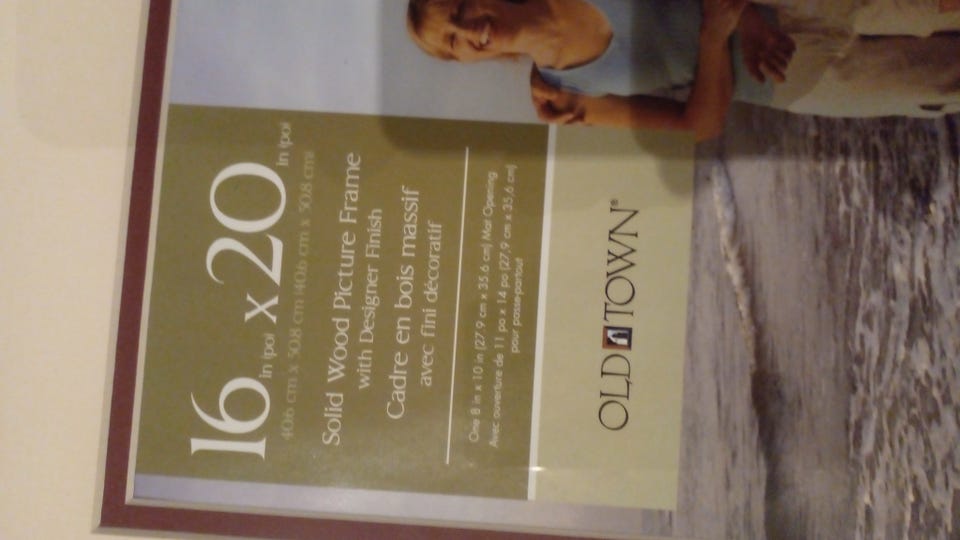 16 in (po) x 20 in (po)
40.6 cm x 50.8 cm (40.6 cm x 50.8 cm)
Solid Wood Picture Frame
with Designer Finish
Cadre en bois massif
avec fini décoratif
One 8 in x 10 in (27.9 cm x 35.6 cm) Mat Opening
Avec ouverture de 11 po x 14 po (27,9 cm x 35,6 cm)
pour passe-partout
OLD TOWN®